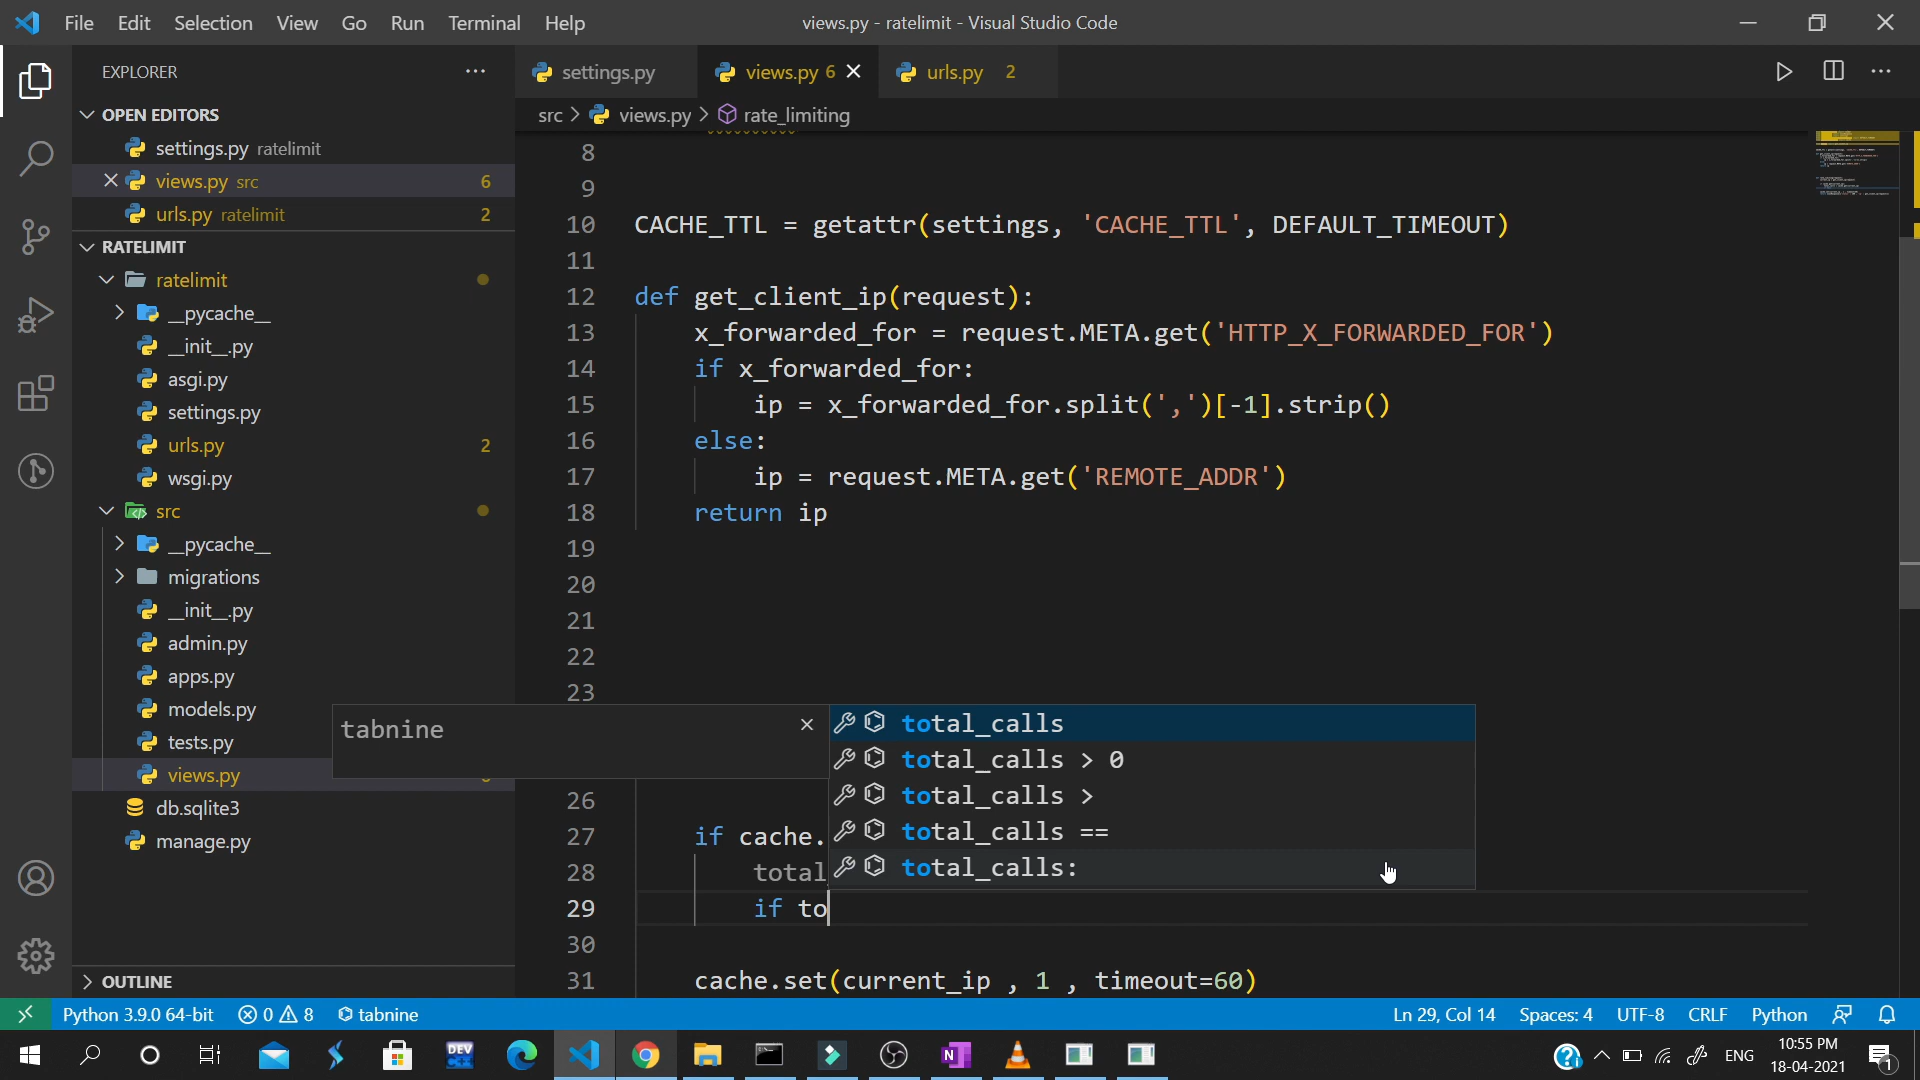 File Edit Selection View Go Run Terminal Help
views.py - ratelimit - Visual Studio Code
EXPLORER
OPEN EDITORS
settings.py ratelimit
views.py src 6
urls.py ratelimit 2
RATELIMIT
ratelimit
__pycache__
__init__.py
asgi.py
settings.py
urls.py 2
wsgi.py
src
__pycache__
migrations
__init__.py
admin.py
apps.py
models.py
tests.py
views.py
db.sqlite3
manage.py
OUTLINE
settings.py views.py 6 urls.py 2
src > views.py > rate_limiting
8
9
10 CACHE_TTL = getattr(settings, 'CACHE_TTL', DEFAULT_TIMEOUT)
11
12 def get_client_ip(request):
13 x_forwarded_for = request.META.get('HTTP_X_FORWARDED_FOR')
14 if x_forwarded_for:
15 ip = x_forwarded_for.split(',')[-1].strip()
16 else:
17 ip = request.META.get('REMOTE_ADDR')
18 return ip
19
20
21
22
23
tabnine
total_calls
total_calls > 0
total_calls >
total_calls ==
total_calls:
26
27 if cache.
28 total
29 if to
30
31 cache.set(current_ip , 1 , timeout=60)
Python 3.9.0 64-bit 0 8 tabnine Ln 29, Col 14 Spaces: 4 UTF-8 CRLF Python
DEV C++ N ENG 10:55 PM
18-04-2021 1